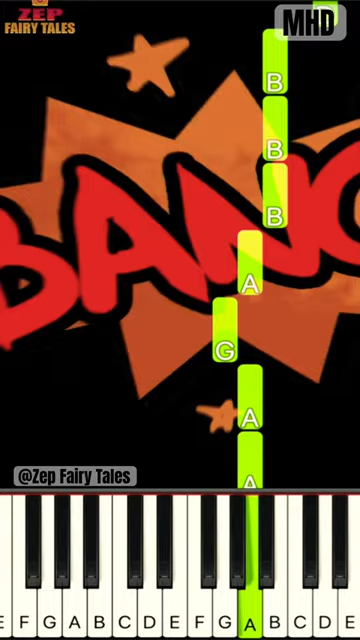 ZEP
FAIRY TALES
MHD
B
B
B
BANG
A
G
A
A
@Zep Fairy Tales
E F G A B C D E F G A B C D E